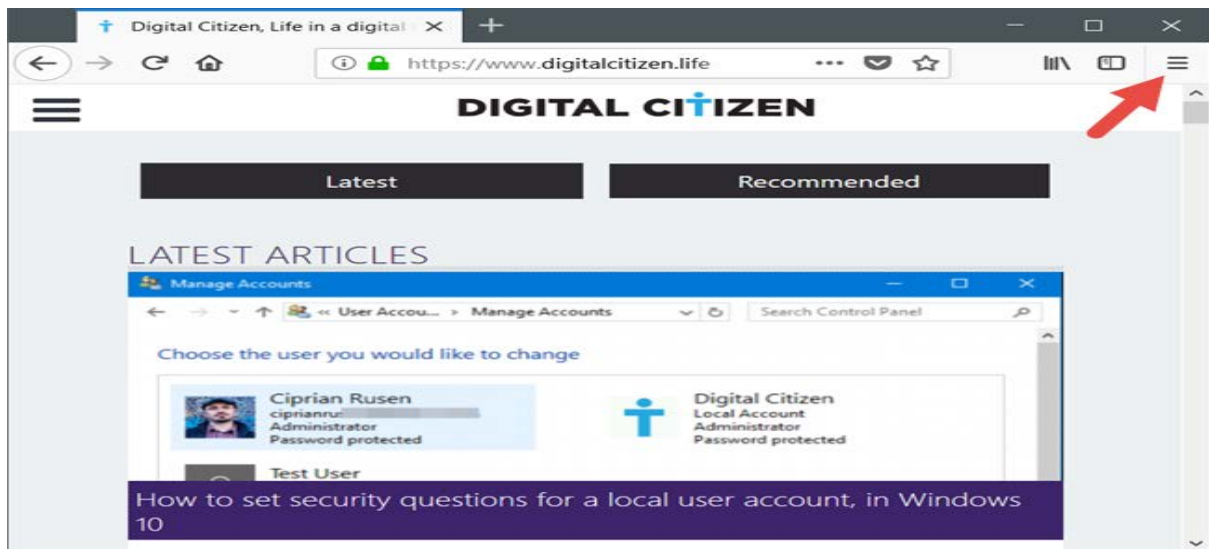 Digital Citizen, Life in a digital
https://www.digitalcitizen.life
DIGITAL CITIZEN
Latest
Recommended
LATEST ARTICLES
Manage Accounts
« User Accou... > Manage Accounts
Search Control Panel
Choose the user you would like to change
Ciprian Rusen
ciprianru
Administrator
Password protected
Digital Citizen
Local Account
Administrator
Password protected
Test User
How to set security questions for a local user account, in Windows
10